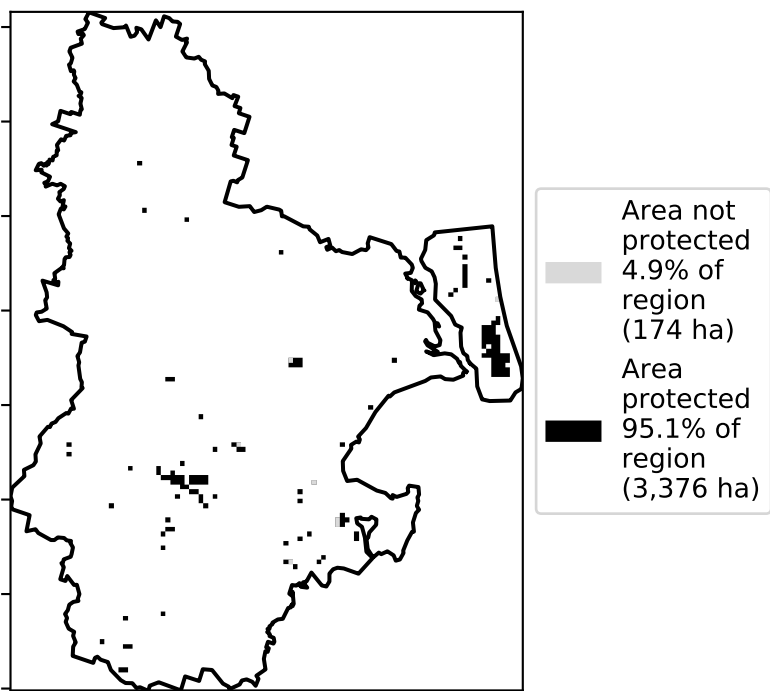 Area not
protected
4.9% of
region
(174 ha)
Area
protected
95.1% of
region
(3,376 ha)